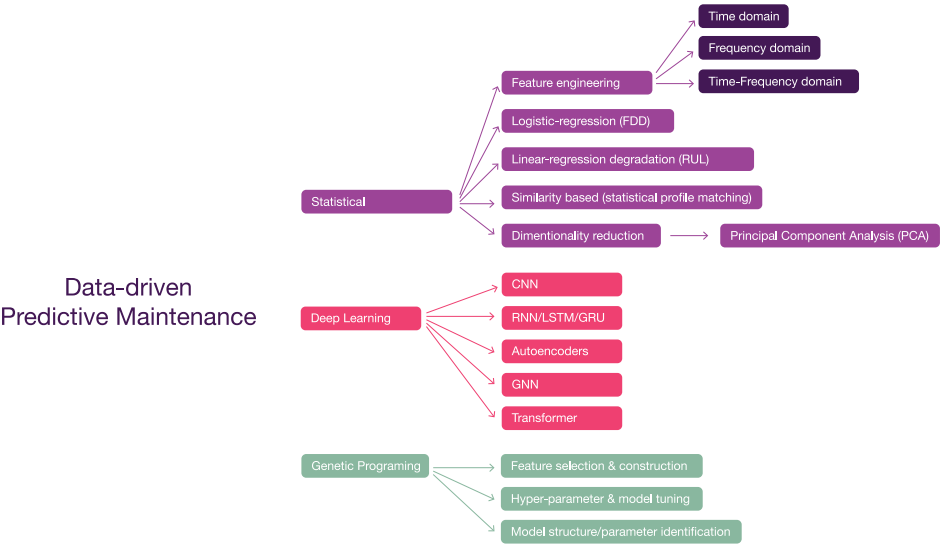 Time domain
Frequency domain
Feature engineering
Time-Frequency domain
Logistic-regression (FDD)
Linear-regression degradation (RUL)
Statistical
Similarity based (statistical profile matching)
Dimentionality reduction
Principal Component Analysis (PCA)
Data-driven
Predictive Maintenance
CNN
Deep Learning
RNN/LSTM/GRU
Autoencoders
GNN
Transformer
Genetic Programing
Feature selection & construction
Hyper-parameter & model tuning
Model structure/parameter identification